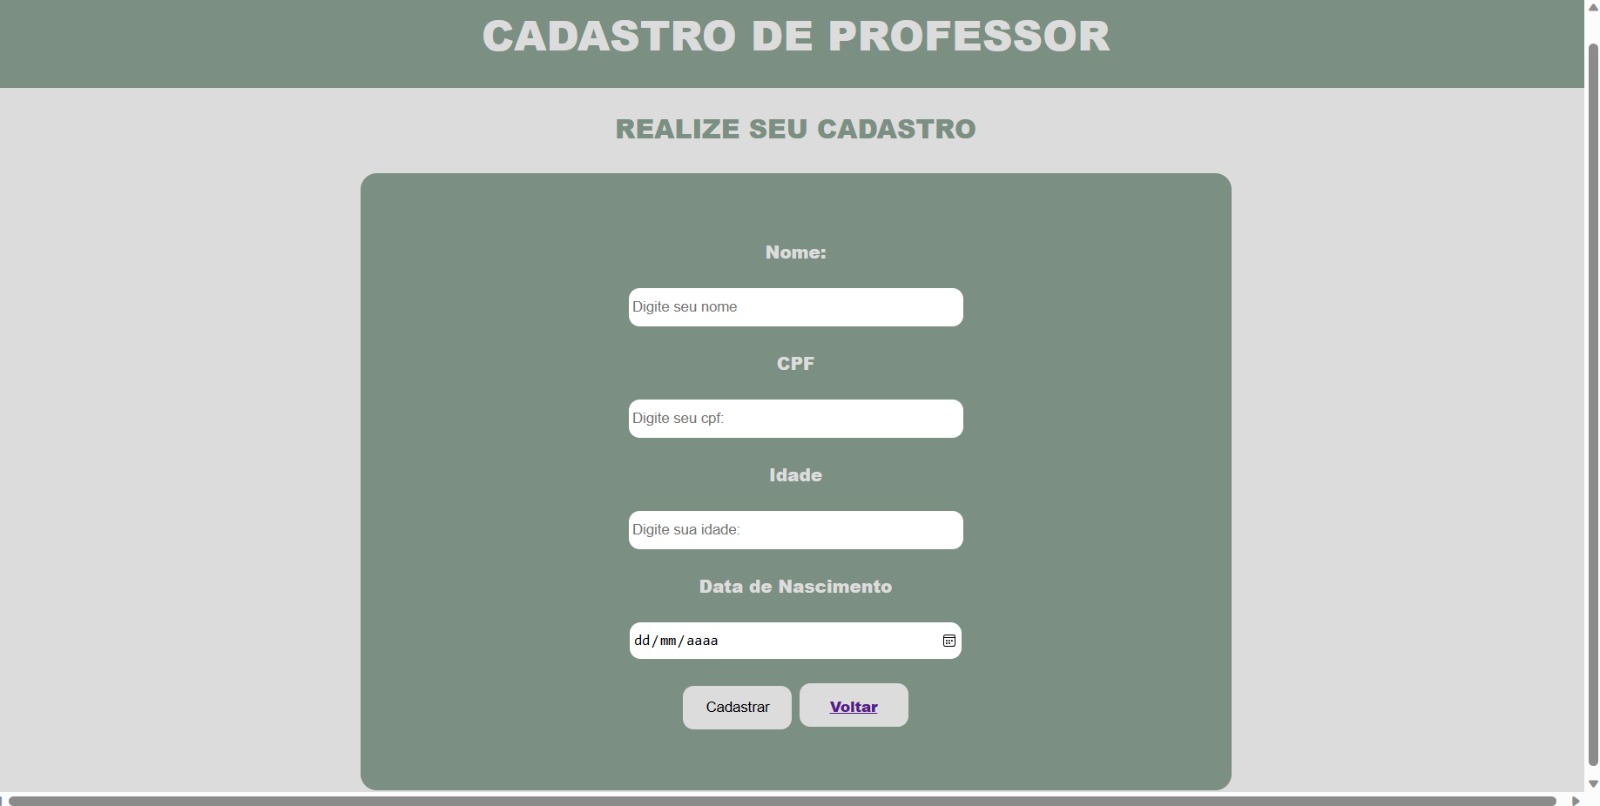 CADASTRO DE PROFESSOR
REALIZE SEU CADASTRO
Nome:
Digite seu nome
CPF
Digite seu cpf:
Idade
Digite sua idade:
Data de Nascimento
dd/mm/aaaa
Cadastrar Voltar